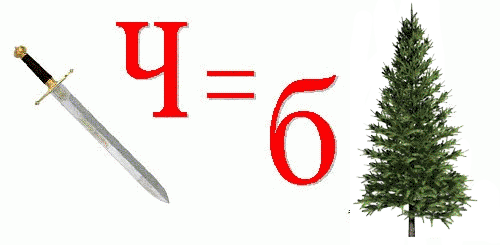 Ч = б